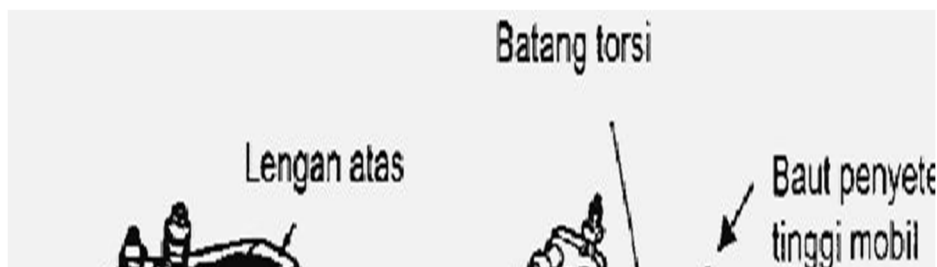 Batang torsi
Lengan atas
Baut penyete
tinggi mobil